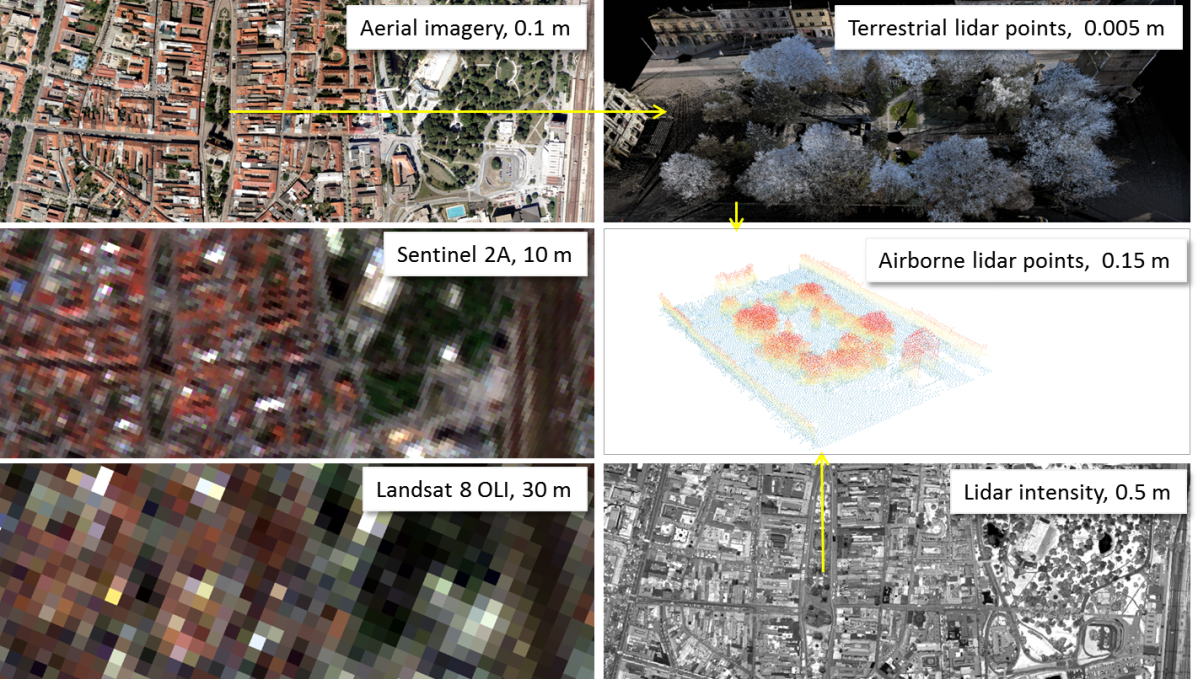 Aerial imagery, 0.1 m
Terrestrial lidar points, 0.005 m
Sentinel 2A, 10 m
Airborne lidar points, 0.15 m
Landsat 8 OLI, 30 m
Lidar intensity, 0.5 m